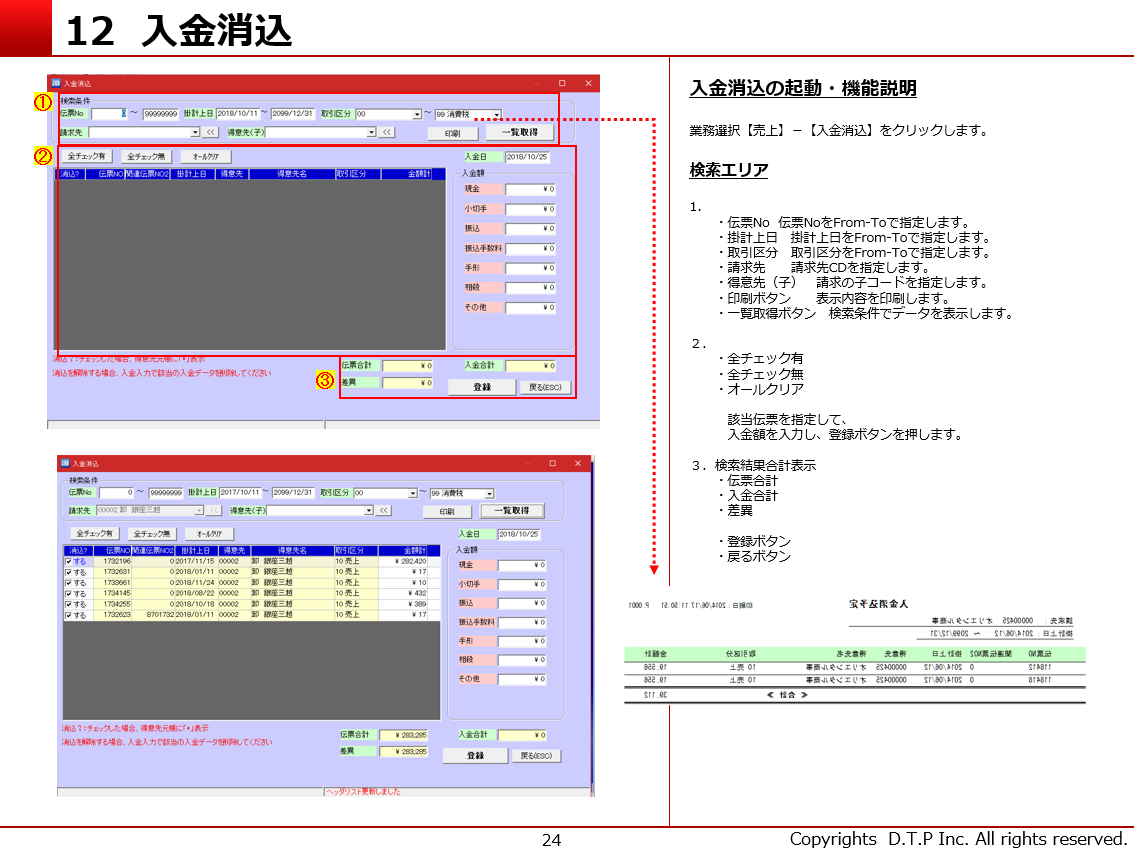 12 入金消込
入金消込
検索条件
①
伝票No 0 ～ 99999999 掛計上日 2018/10/11 ～ 2099/12/31 取引区分 00 ～ 99 消費税
請求先 << 得意先(子) << 印刷 一覧取得
②
全チェック有 全チェック無 オールクリア 入金日 2018/10/25
消込? 伝票NO 関連伝票NO2 掛計上日 得意先 得意先名 取引区分 金額計
入金額
現金 ¥ 0
小切手 ¥ 0
振込 ¥ 0
振込手数料 ¥ 0
手形 ¥ 0
相殺 ¥ 0
その他 ¥ 0
消込？：チェックした場合、得意先元帳に「*」表示
消込を解除する場合、入金入力で該当の入金データを削除してください
③
伝票合計 ¥ 0 入金合計 ¥ 0
差異 ¥ 0 登録 戻る(ESC)
入金消込
検索条件
伝票No 0 ～ 99999999 掛計上日 2017/10/11 ～ 2099/12/31 取引区分 00 ～ 99 消費税
請求先 00002 卸 銀座三越 << 得意先(子) << 印刷 一覧取得
全チェック有 全チェック無 オールクリア 入金日 2018/10/25
消込? 伝票NO 関連伝票NO2 掛計上日 得意先 得意先名 取引区分 金額計
する 1732196 0 2017/11/15 00002 卸 銀座三越 10 売上 ¥ 282,420
する 1732631 0 2018/01/11 00002 卸 銀座三越 10 売上 ¥ 17
する 1733661 0 2018/11/24 00002 卸 銀座三越 10 売上 ¥ 10
する 1734145 0 2018/08/22 00002 卸 銀座三越 10 売上 ¥ 432
する 1734255 0 2018/10/18 00002 卸 銀座三越 10 売上 ¥ 389
する 1732623 8701732 2018/01/11 00002 卸 銀座三越 10 売上 ¥ 17
入金額
現金 ¥ 0
小切手 ¥ 0
振込 ¥ 0
振込手数料 ¥ 0
手形 ¥ 0
相殺 ¥ 0
その他 ¥ 0
消込？：チェックした場合、得意先元帳に「*」表示
消込を解除する場合、入金入力で該当の入金データを削除してください
伝票合計 ¥ 283,285 入金合計 ¥ 0
差異 ¥ 283,285 登録 戻る(ESC)
ヘッダリスト更新しました
入金消込の起動・機能説明
業務選択【売上】－【入金消込】をクリックします。
検索エリア
1.
・伝票No 伝票NoをFrom-Toで指定します。
・掛計上日 掛計上日をFrom-Toで指定します。
・取引区分 取引区分をFrom-Toで指定します。
・請求先 請求先CDを指定します。
・得意先（子） 請求の子コードを指定します。
・印刷ボタン 表示内容を印刷します。
・一覧取得ボタン 検索条件でデータを表示します。
２.
・全チェック有
・全チェック無
・オールクリア
該当伝票を指定して、
入金額を入力し、登録ボタンを押します。
３. 検索結果合計表示
・伝票合計
・入金合計
・差異
・登録ボタン
・戻るボタン
印刷日 : 2014/06/17 11:50:51 P. 0001
請求先 : 00000425 オリエンタル商事
掛計上日 : 2014/06/12 ～ 2099/12/31
伝票NO 関連伝票NO2 掛計上日 得意先 得意先名 取引区分 金額計
118412 0 2014/06/12 00000425 オリエンタル商事 10 売上 19,556
118418 0 2014/06/12 00000425 オリエンタル商事 10 売上 19,556
≪ 合計 ≫ 39,112
24
Copyrights D.T.P Inc. All rights reserved.